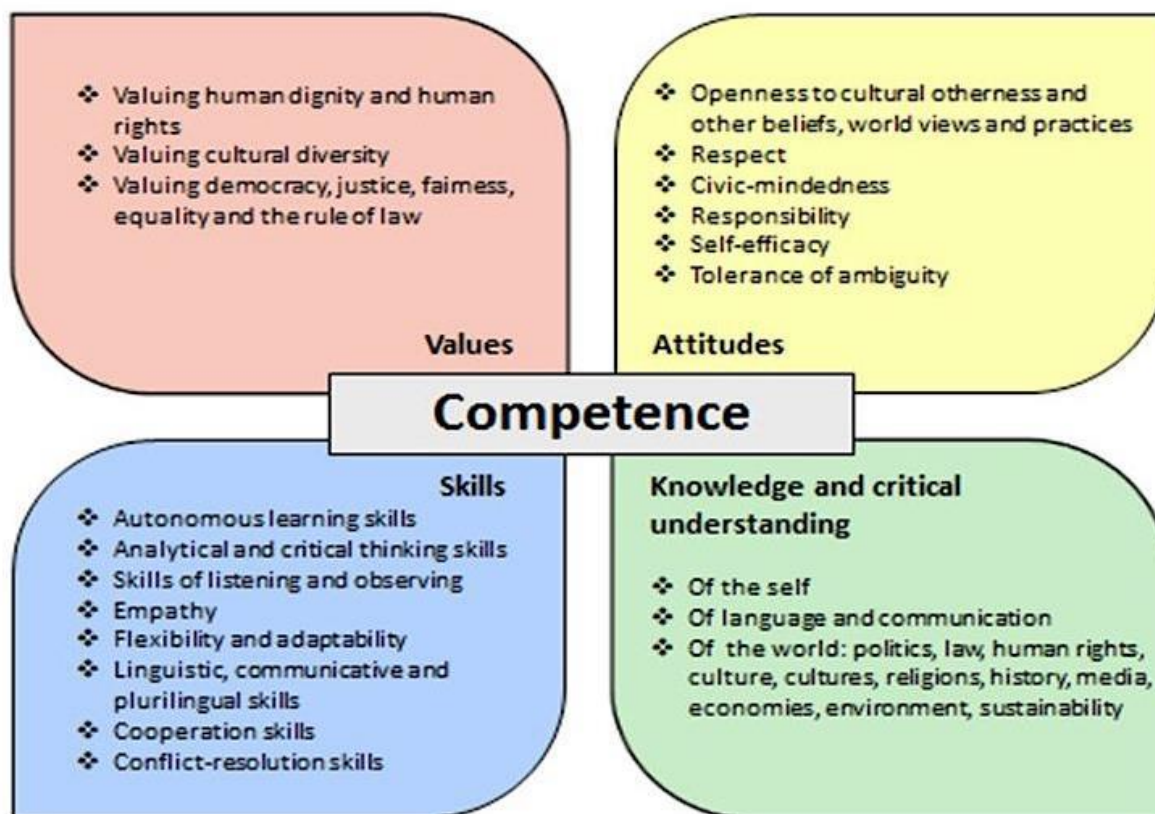 ❖ Valuing human dignity and human
rights
❖ Valuing cultural diversity
❖ Valuing democracy, justice, fairness,
equality and the rule of law
Values
❖ Openness to cultural otherness and
other beliefs, world views and practices
❖ Respect
❖ Civic-mindedness
❖ Responsibility
❖ Self-efficacy
❖ Tolerance of ambiguity
Attitudes
Competence
Skills
❖ Autonomous learning skills
❖ Analytical and critical thinking skills
❖ Skills of listening and observing
❖ Empathy
❖ Flexibility and adaptability
❖ Linguistic, communicative and
plurilingual skills
❖ Cooperation skills
❖ Conflict-resolution skills
Knowledge and critical
understanding
❖ Of the self
❖ Of language and communication
❖ Of the world: politics, law, human rights,
culture, cultures, religions, history, media,
economies, environment, sustainability